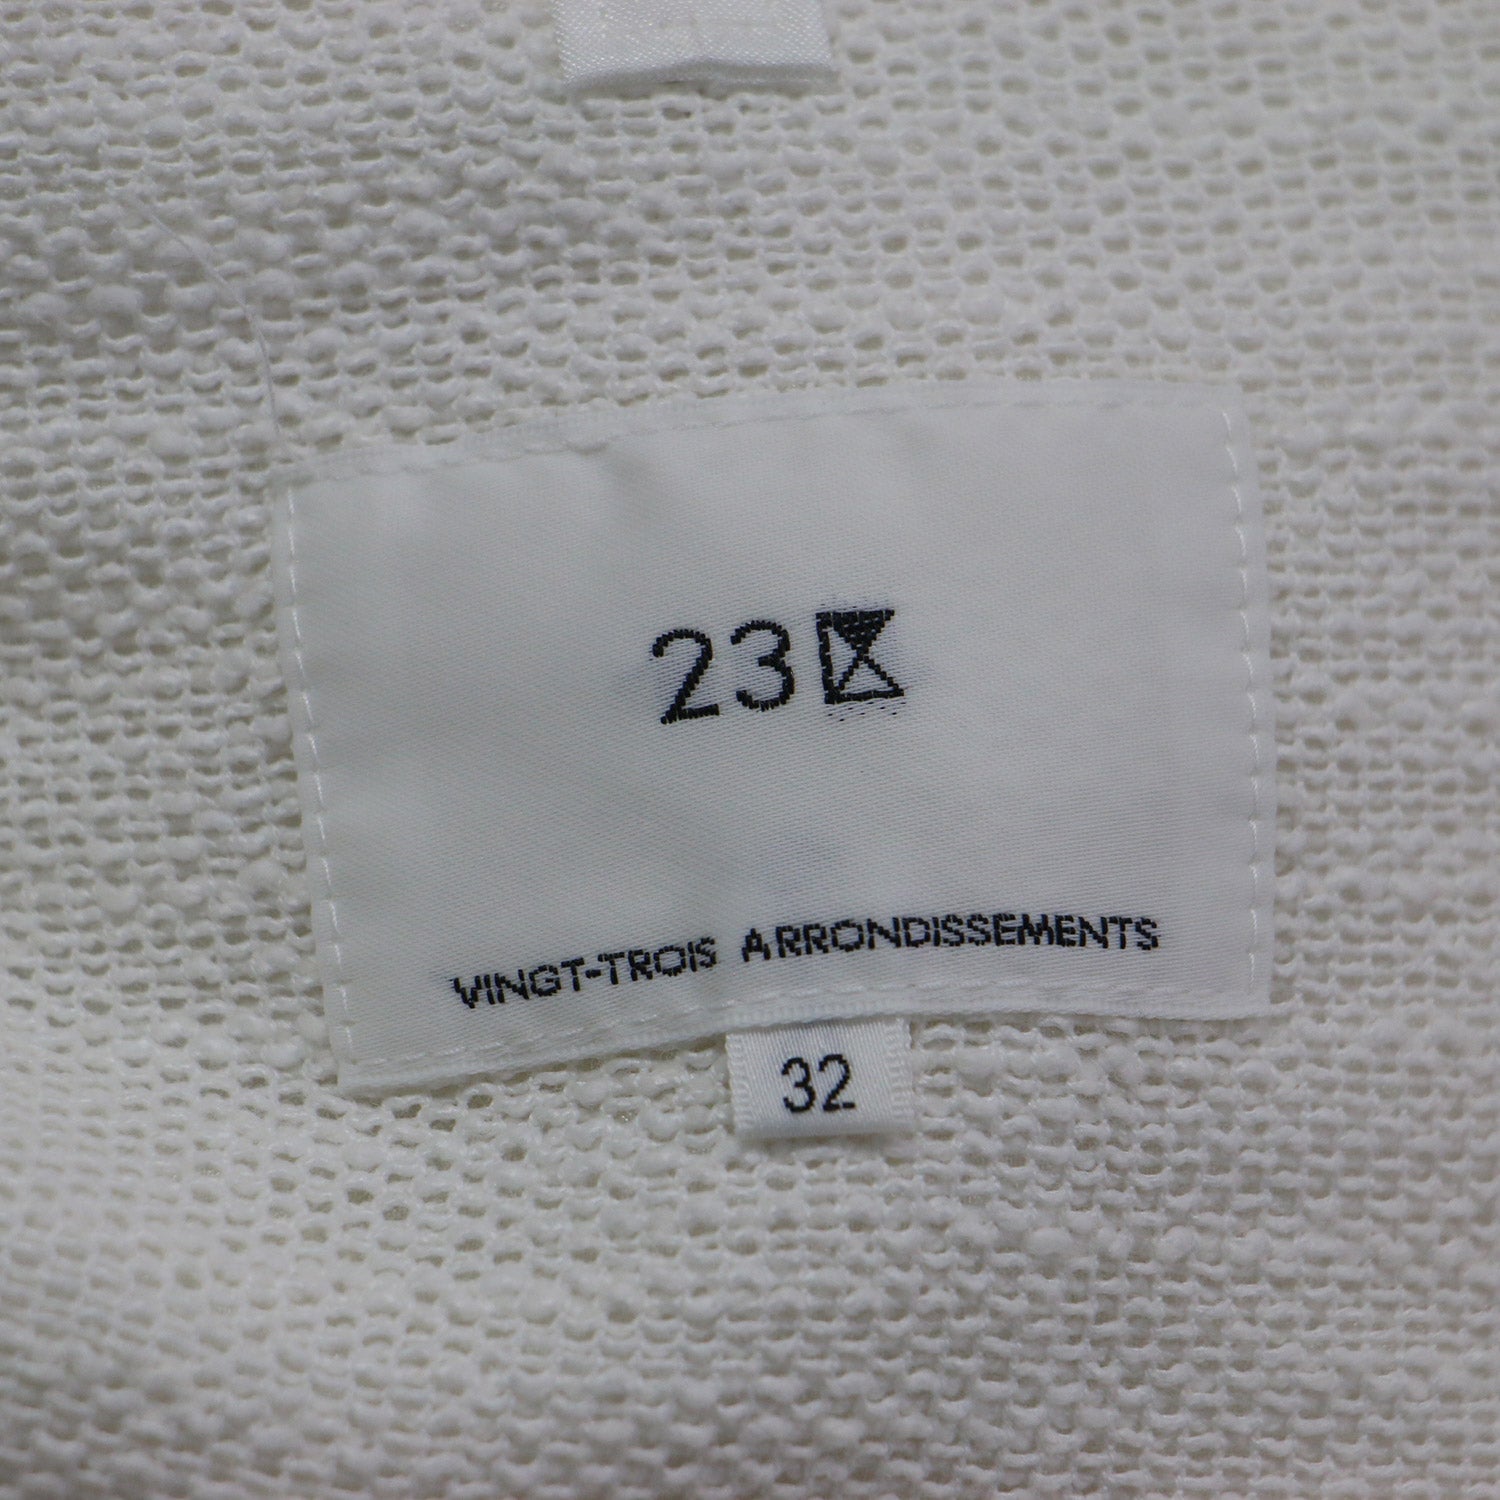 23区
VINGT-TROIS ARRONDISSEMENTS
32